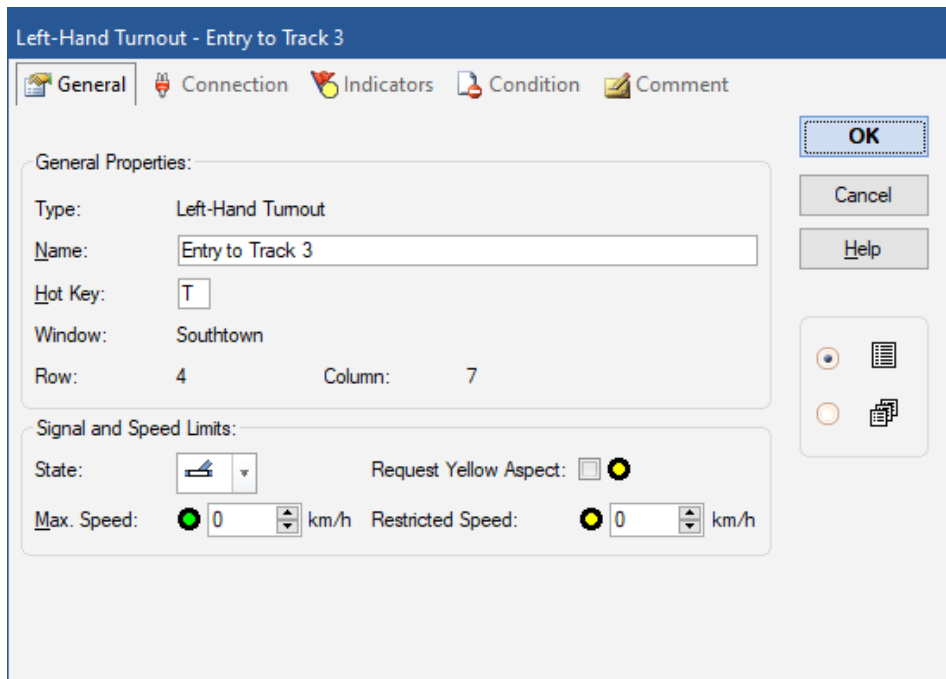 Left-Hand Turnout - Entry to Track 3
General Connection Indicators Condition Comment
OK
General Properties:
Type: Left-Hand Turnout
Cancel
Name: Entry to Track 3
Help
Hot Key: T
Window: Southtown
Row: 4 Column: 7
Signal and Speed Limits:
State: Request Yellow Aspect:
Max. Speed: 0 km/h Restricted Speed: 0 km/h